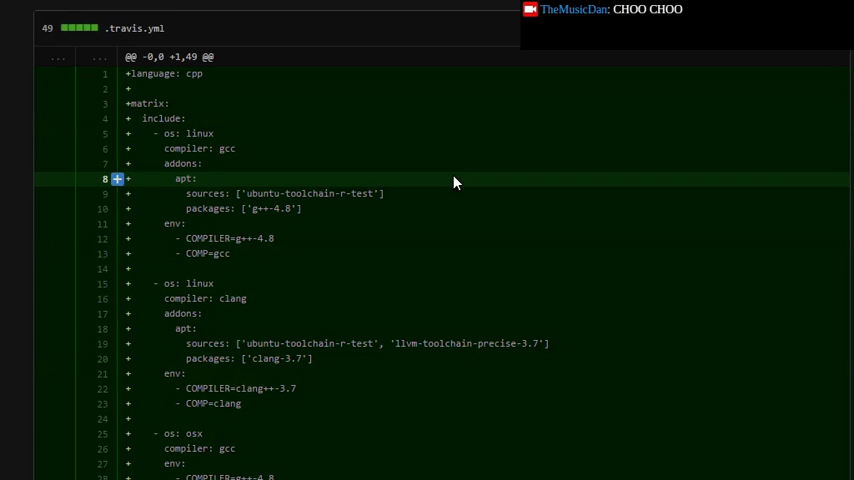 TheMusicDan: CHOO CHOO
49 .travis.yml
... ... @@ -0,0 +1,49 @@
1 +language: cpp
2 +
3 +matrix:
4 +  include:
5 +    - os: linux
6 +      compiler: gcc
7 +      addons:
8 + +        apt:
9 +          sources: ['ubuntu-toolchain-r-test']
10 +          packages: ['g++-4.8']
11 +      env:
12 +        - COMPILER=g++-4.8
13 +        - COMP=gcc
14 +
15 +    - os: linux
16 +      compiler: clang
17 +      addons:
18 +        apt:
19 +          sources: ['ubuntu-toolchain-r-test', 'llvm-toolchain-precise-3.7']
20 +          packages: ['clang-3.7']
21 +      env:
22 +        - COMPILER=clang++-3.7
23 +        - COMP=clang
24 +
25 +    - os: osx
26 +      compiler: gcc
27 +      env:
28 +        - COMPILER=g++-4.8